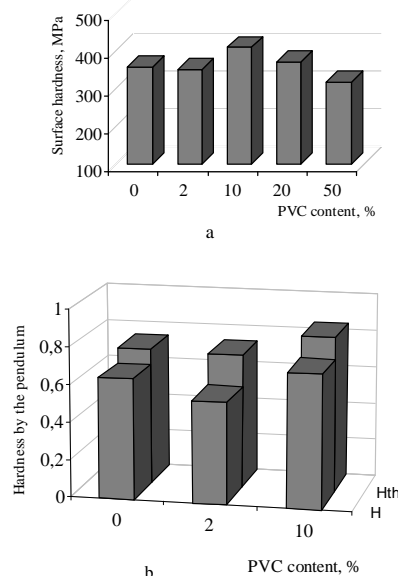 Surface hardness, MPa
500
400
300
200
100
0 2 10 20 50
PVC content, %
a
Hardness by the pendulum
1
0,8
0,6
0,4
0,2
0
0 2 10
Hth
H
b PVC content, %